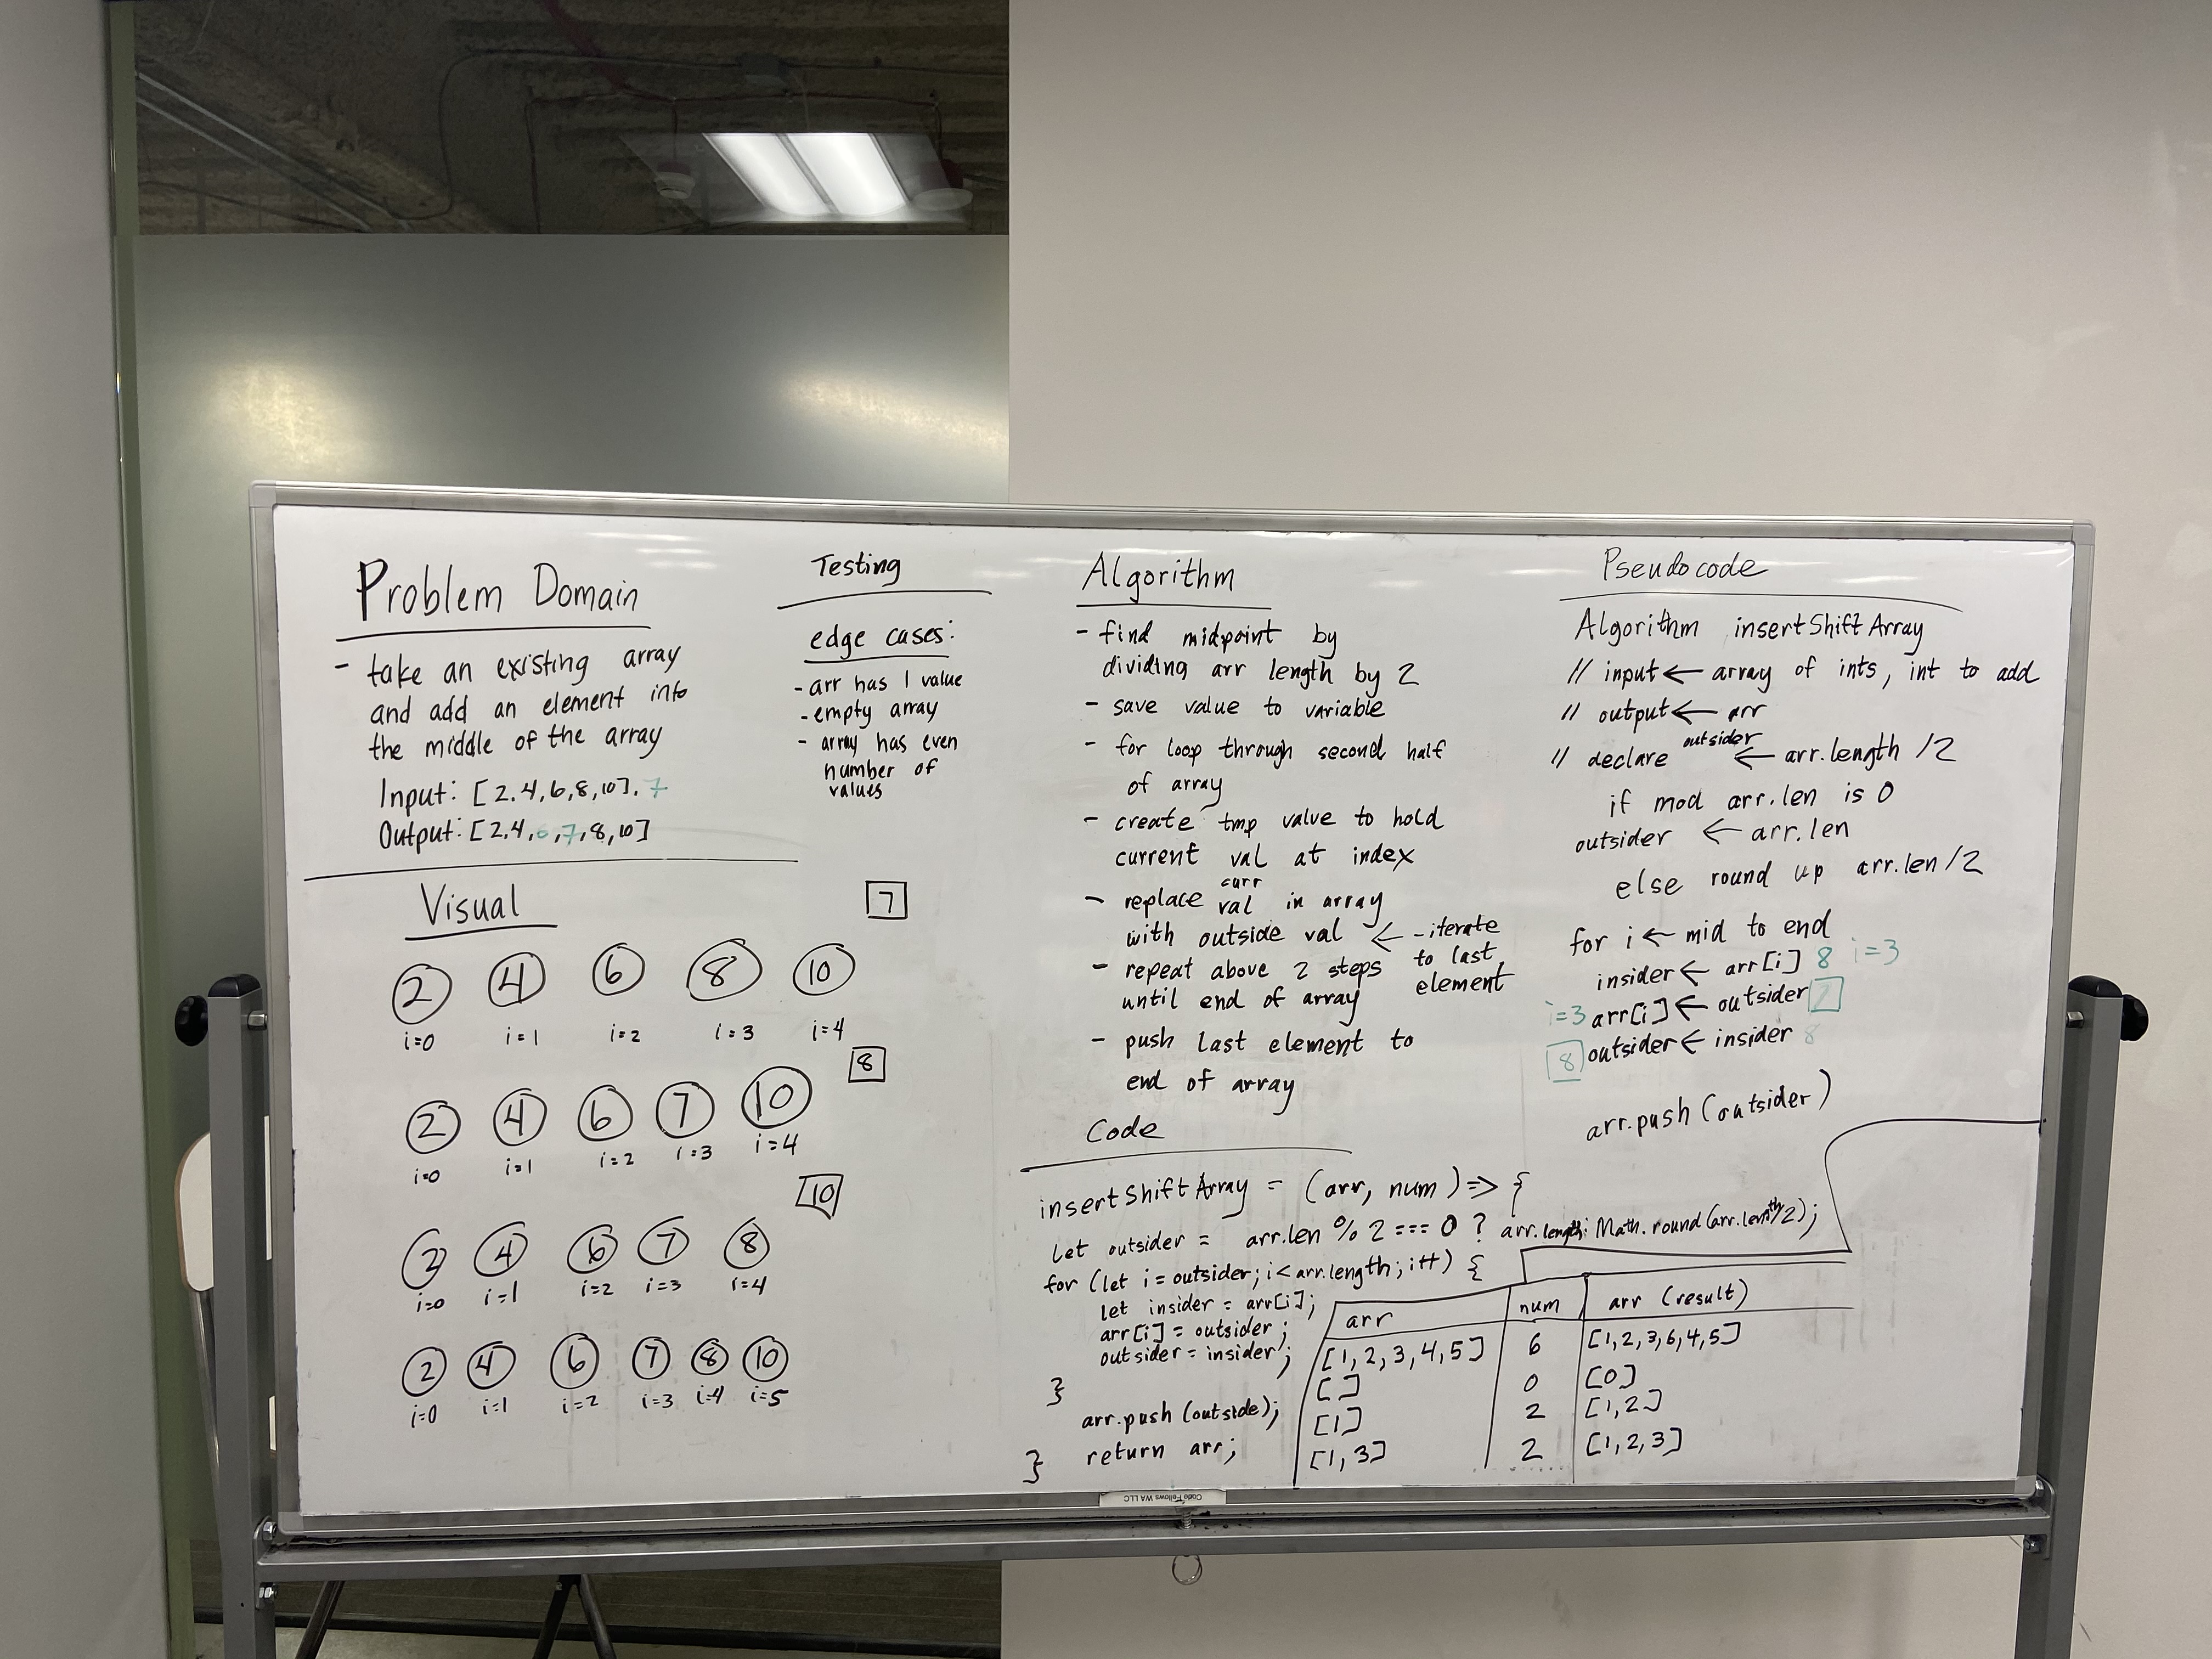 Problem Domain
- take an existing array
and add an element into
the middle of the array
Input: [2,4,6,8,10], 7
Output: [2,4,6,7,8,10]
Testing
edge cases:
- arr has 1 value
- empty array
- array has even
number of
values
Visual
7
2 4 6 8 10
i=0 i=1 i=2 i=3 i=4
8
2 4 6 7 10
i=0 i=1 i=2 i=3 i=4
10
2 4 6 7 8
i=0 i=1 i=2 i=3 i=4
2 4 6 7 8 10
i=0 i=1 i=2 i=3 i=4 i=5
Algorithm
- find midpoint by
dividing arr length by 2
- save value to variable
- for loop through second half
of array
- create tmp value to hold
current val at index
- replace curr val in array
with outside val ← - iterate
to last
element
- repeat above 2 steps
until end of array
- push last element to
end of array
Pseudocode
Algorithm insertShiftArray
// input ← array of ints, int to add
// output ← arr
// declare outsider ← arr.length /2
if mod arr.len is 0
outsider ← arr.len
else round up arr.len/2
for i ← mid to end
insider ← arr[i] 8 i=3
i=3 arr[i] ← outsider 7
8 outsider ← insider 8
arr.push(outsider)
Code
insertShiftArray = (arr, num) => {
let outsider = arr.len % 2 === 0 ? arr.length: Math.round(arr.length/2);
for (let i = outsider; i < arr.length; i++) {
let insider = arr[i];
arr[i] = outsider;
outsider = insider;
}
arr.push(outside);
return arr;
}
arr num arr (result)
[1,2,3,4,5] 6 [1,2,3,6,4,5]
[] 0 [0]
[1] 2 [1,2]
[1,3] 2 [1,2,3]
Code Fellows WA LLC